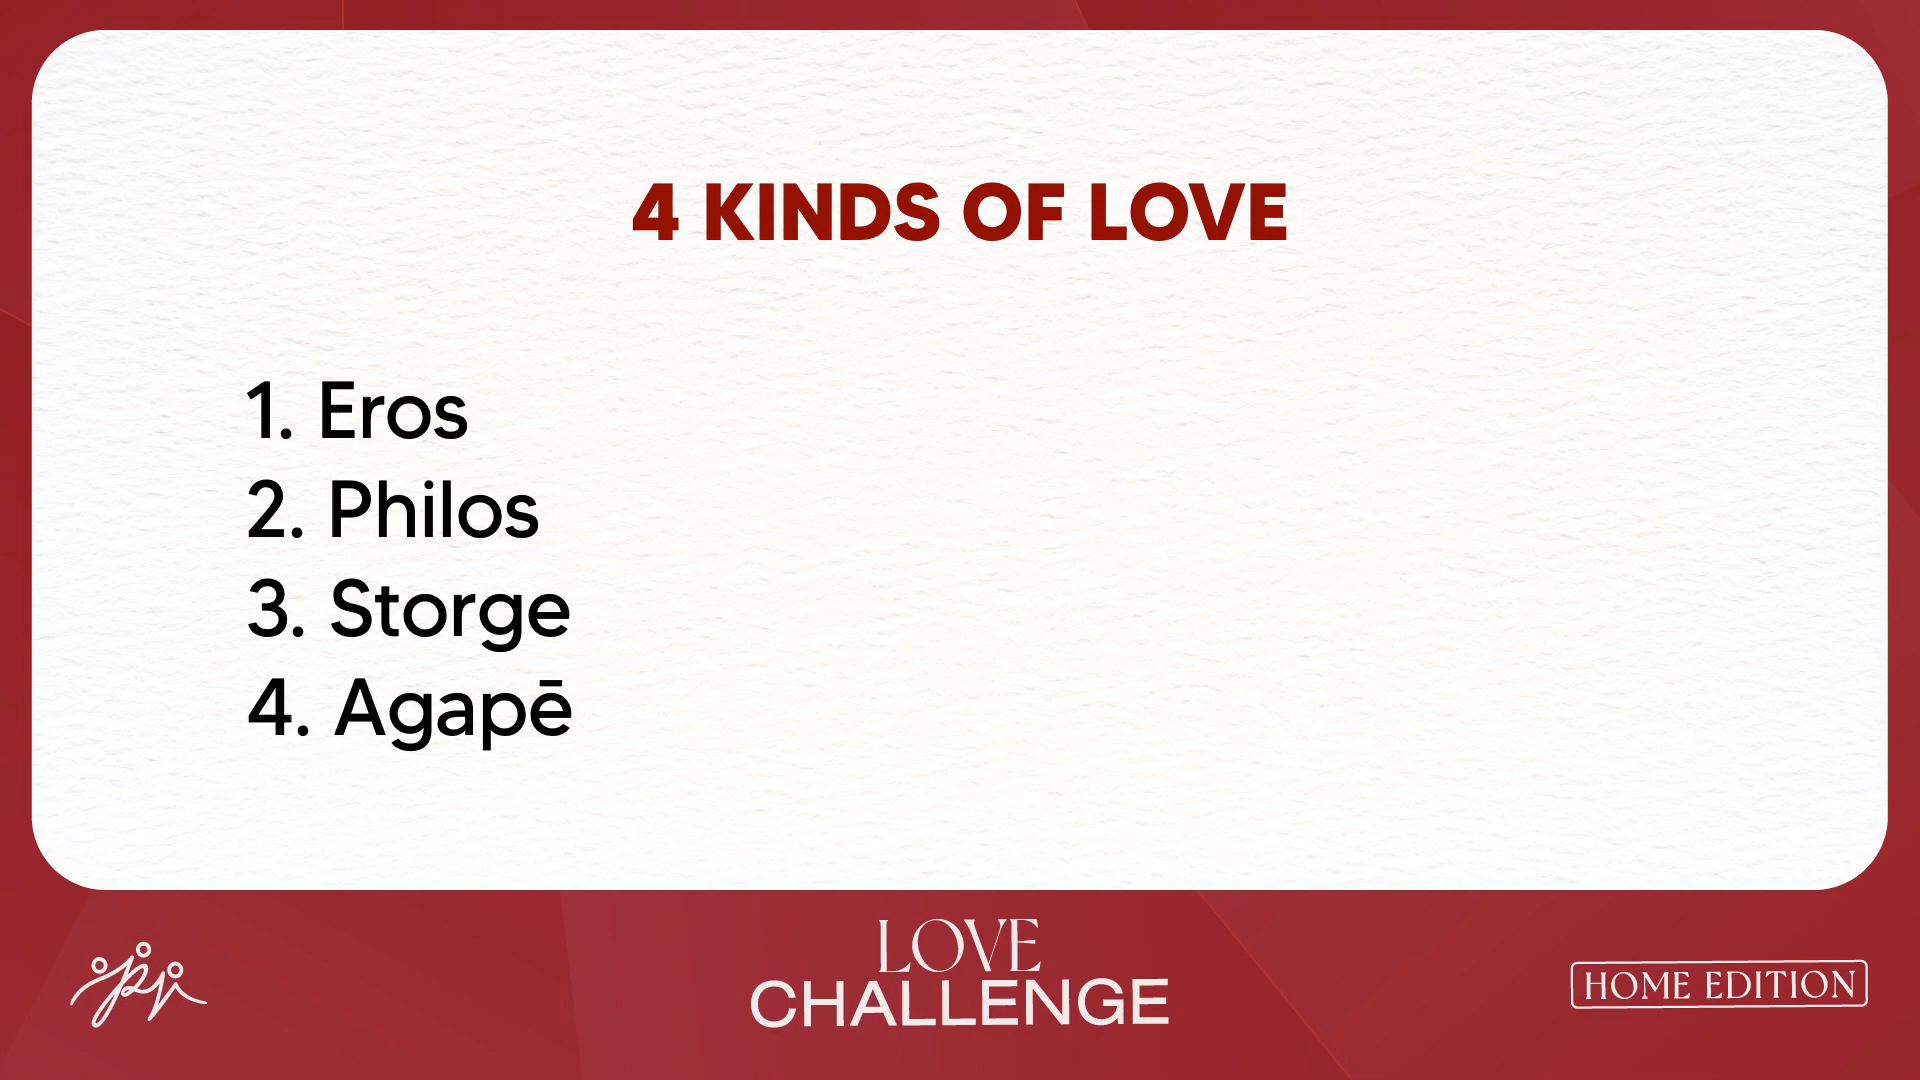 4 KINDS OF LOVE
1. Eros
2. Philos
3. Storge
4. Agapē
LOVE
CHALLENGE
HOME EDITION